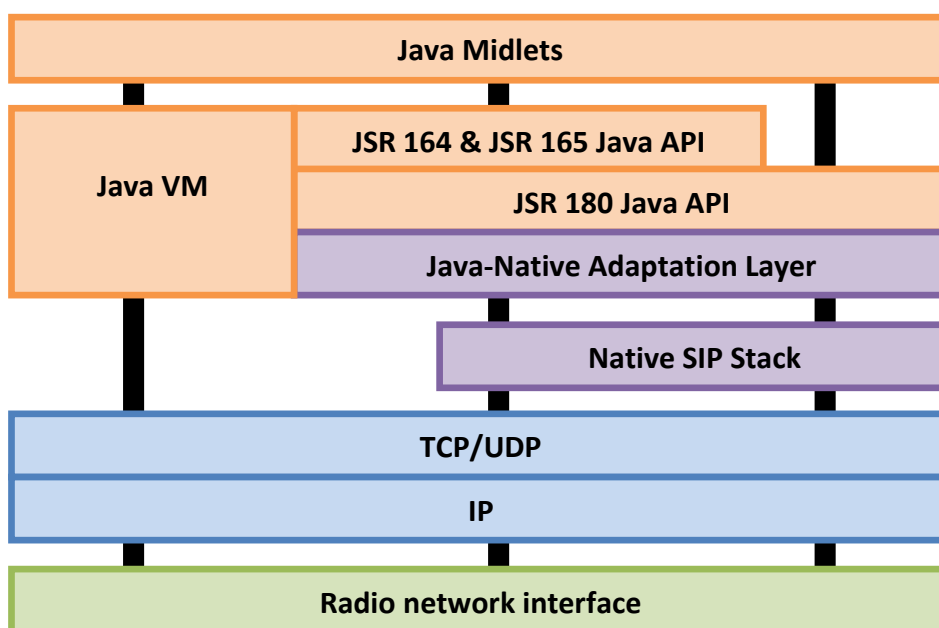 Java Midlets
JSR 164 & JSR 165 Java API
Java VM
JSR 180 Java API
Java-Native Adaptation Layer
Native SIP Stack
TCP/UDP
IP
Radio network interface